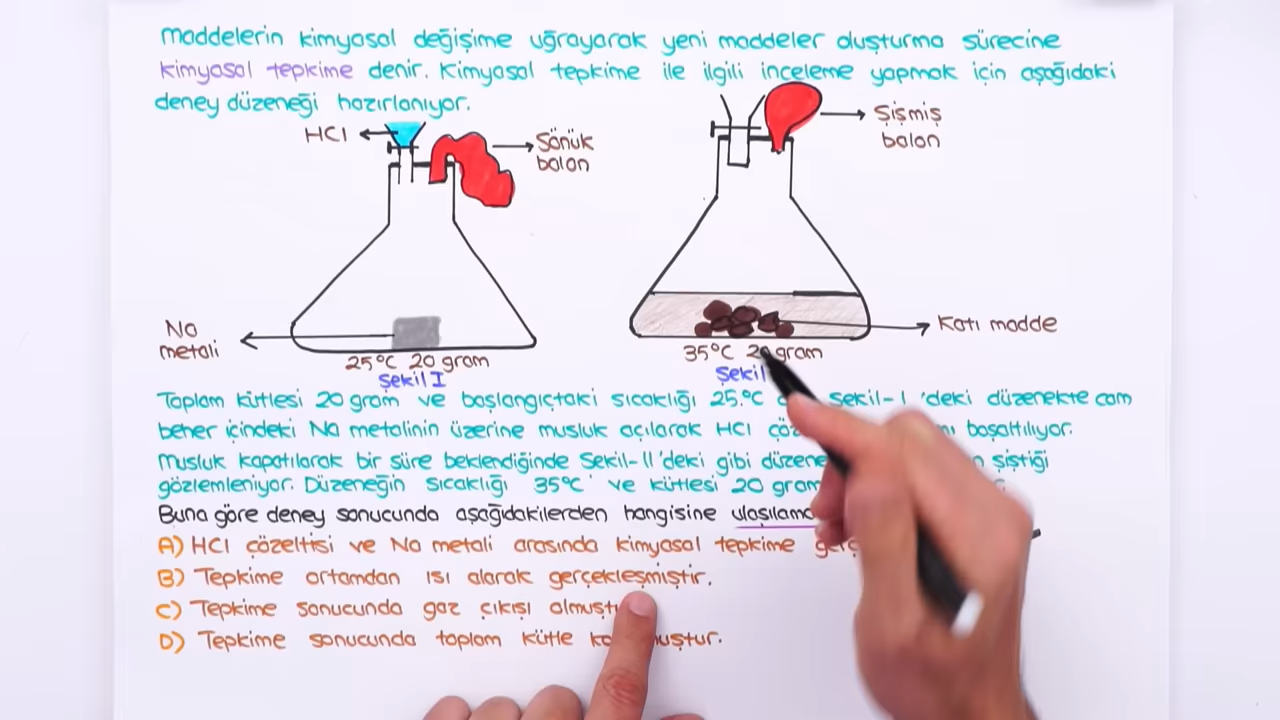 Maddelerin kimyasal değişime uğrayarak yeni maddeler oluşturma sürecine
kimyasal tepkime denir. Kimyasal tepkime ile ilgili inceleme yapmak için aşağıdaki
deney düzeneği hazırlanıyor.
HCl
Sönük
balon
Şişmiş
balon
Na
metali
Katı madde
25°C 20 gram
Şekil I
35°C 20 gram
Şekil
Toplam kütlesi 20 gram ve başlangıçtaki sıcaklığı 25.°C Şekil-I 'deki düzenekte cam
beher içindeki Na metalinin üzerine musluk açılarak HCl boşaltılıyor.
Musluk kapatılarak bir süre beklendiğinde Şekil-II'deki gibi şiştiği
gözlemleniyor. Düzeneğin sıcaklığı 35°C' ve kütlesi 20 gram
Buna göre deney sonucunda aşağıdakilerden hangisine
A) HCl çözeltisi ve Na metali arasında kimyasal tepkime
B) Tepkime ortamdan ısı alarak gerçekleşmiştir.
C) Tepkime sonucunda gaz çıkışı
D) Tepkime sonucunda toplam kütle